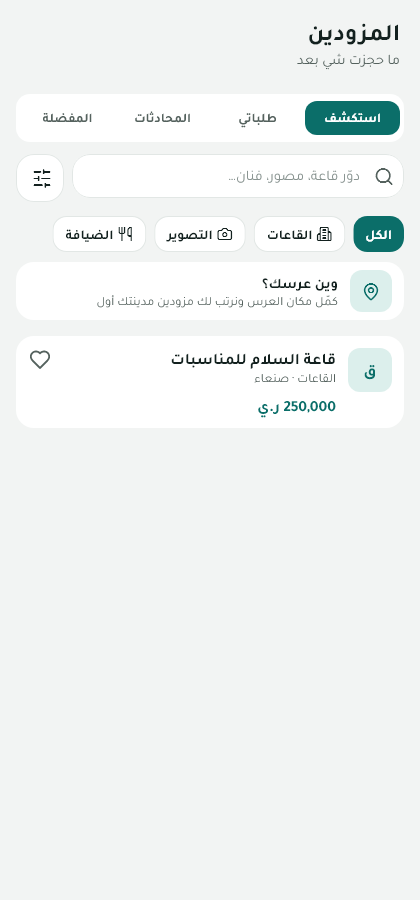 المزودين
ما حجزت شي بعد
استكشف
طلباتي
المحادثات
المفضلة
دوّر قاعة، مصور، فنان...
الكل
القاعات
التصوير
الضيافة
وين عرسك؟
كمّل مكان العرس ونرتب لك مزودين مدينتك أول
ق
قاعة السلام للمناسبات
القاعات · صنعاء
250,000 ر.ي